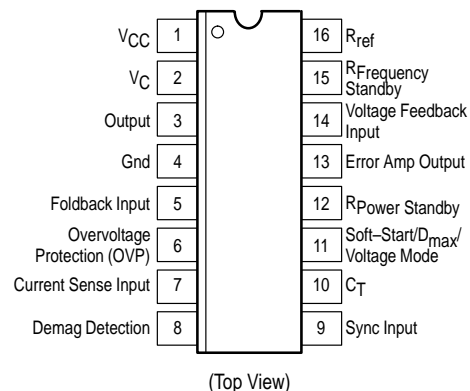 VCC 1
16 Rref
VC 2
15 RFrequency
Standby
Output 3
14 Voltage Feedback
Input
Gnd 4
13 Error Amp Output
Foldback Input 5
12 RPower Standby
Overvoltage
Protection (OVP) 6
11 Soft–Start/Dmax/
Voltage Mode
Current Sense Input 7
10 CT
Demag Detection 8
9 Sync Input
(Top View)